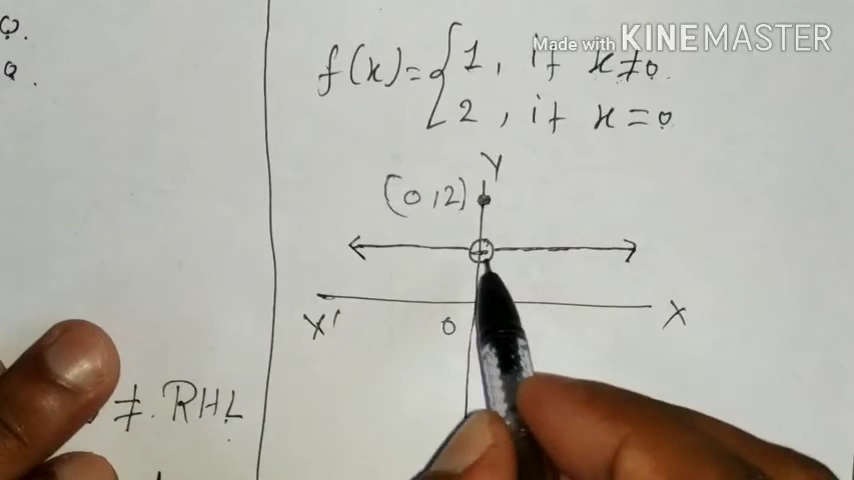 Made with KINEMASTER
Q.
Q.
f(x) = { 1, if x ≠ 0.
2, if x = 0
Y
(0,2)
X'
0
X
≠ RHL